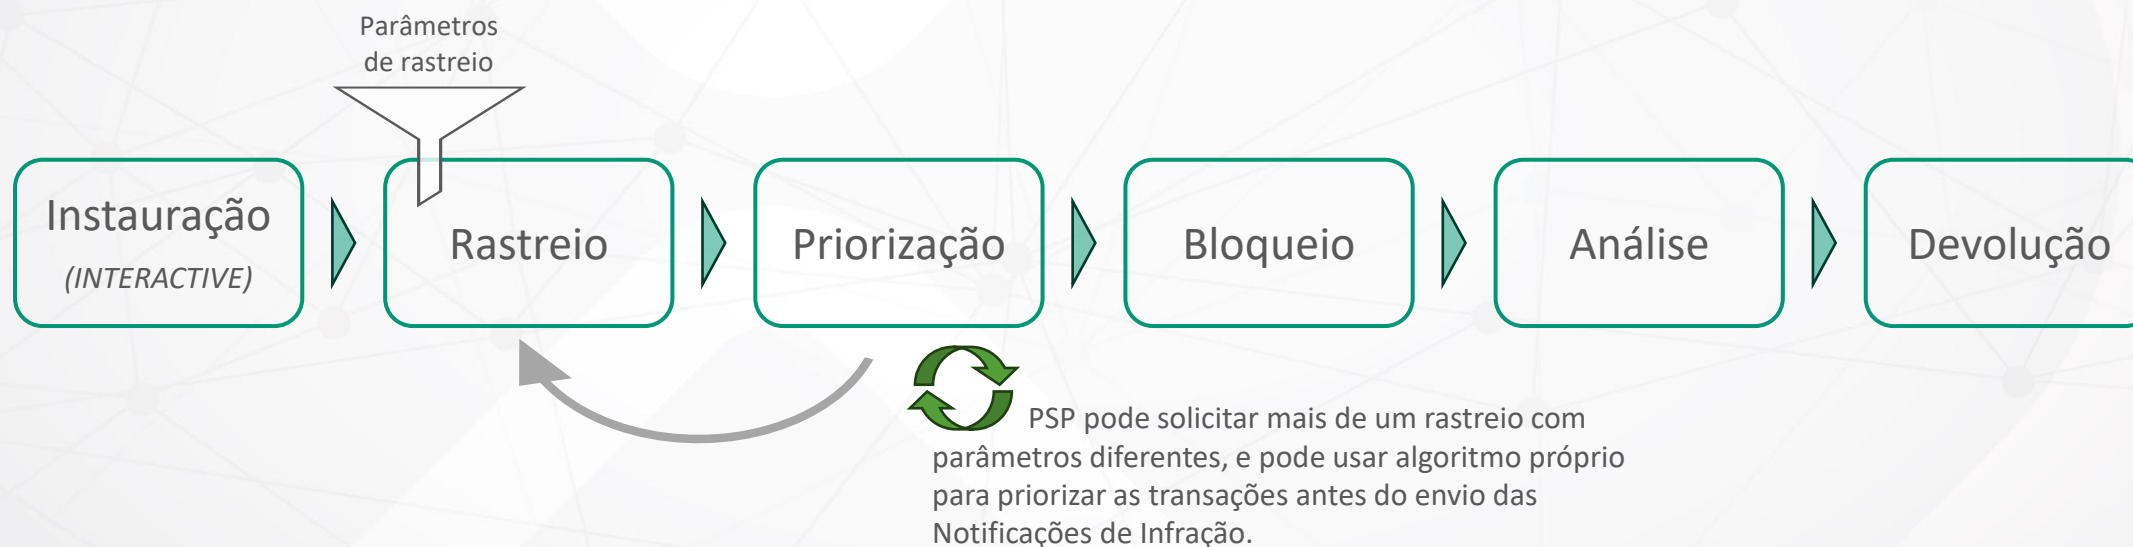 Parâmetros
de rastreio
Instauração
(INTERACTIVE)
Rastreio
Priorização
Bloqueio
Análise
Devolução
PSP pode solicitar mais de um rastreio com
parâmetros diferentes, e pode usar algoritmo próprio
para priorizar as transações antes do envio das
Notificações de Infração.